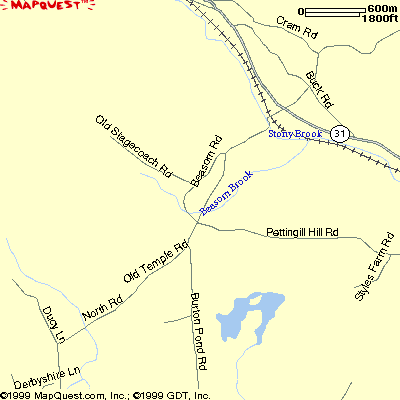 MAPQUEST™
0 600m
1800ft
Cram Rd
Buck Rd
31
Stony Brook
Old Stagecoach Rd
Beasom Rd
Beasom Brook
Pettingill Hill Rd
Old Temple Rd
Styles Farm Rd
North Rd
Burton Pond Rd
Ducy Ln
Derbyshire Ln
©1999 MapQuest.com, Inc.; ©1999 GDT, Inc.